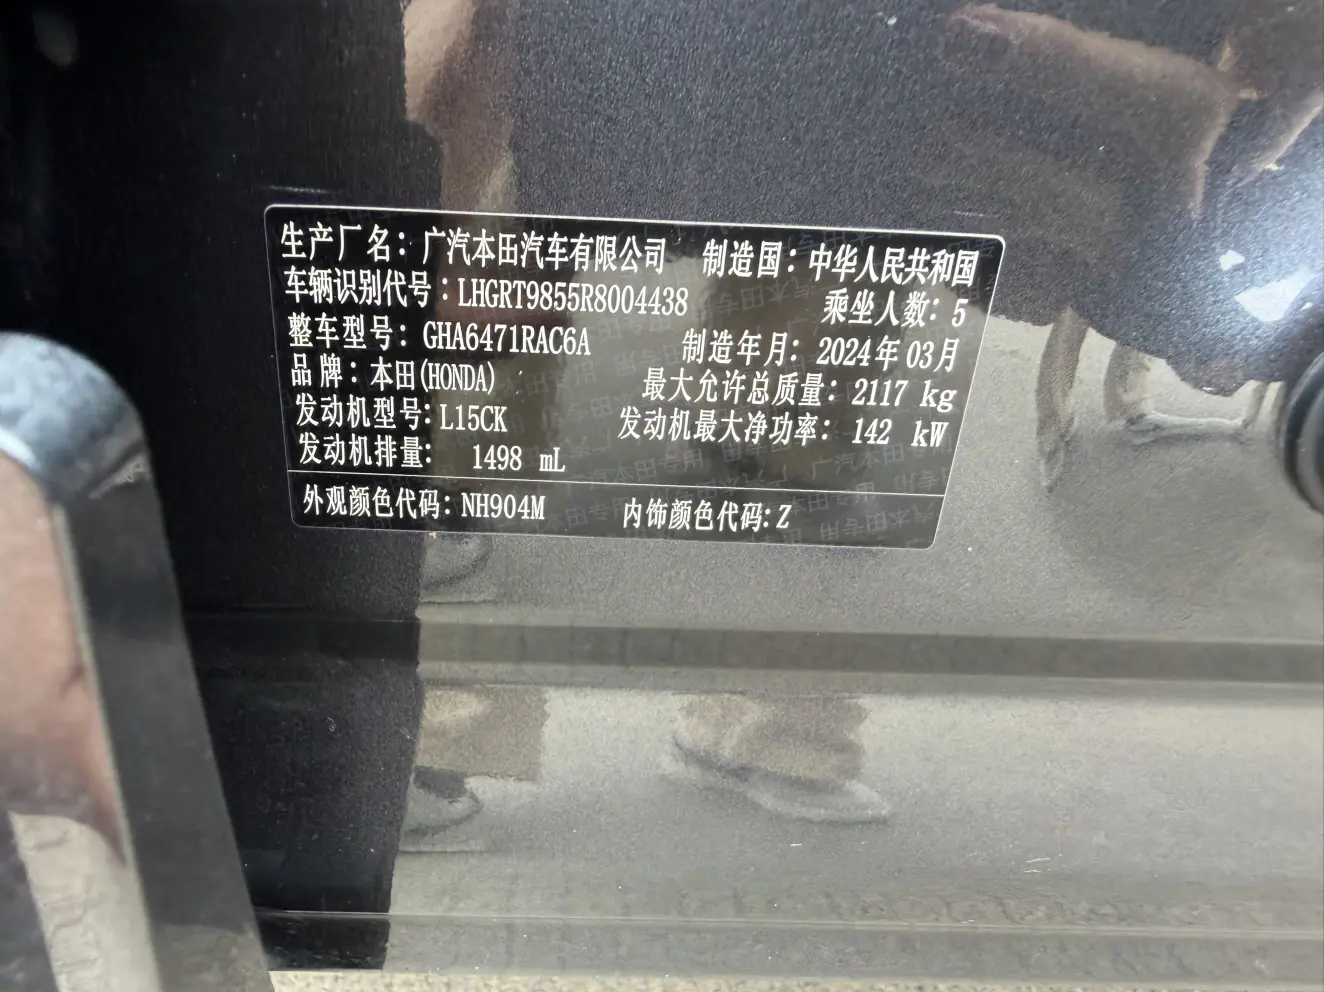 生产厂名：广汽本田汽车有限公司 制造国：中华人民共和国
车辆识别代号：LHGRT9855R8004438 乘坐人数：5
整车型号：GHA6471RAC6A 制造年月：2024年03月
品牌：本田(HONDA) 最大允许总质量：2117 kg
发动机型号：L15CK 发动机最大净功率：142 kW
发动机排量：1498 mL
外观颜色代码：NH904M 内饰颜色代码：Z